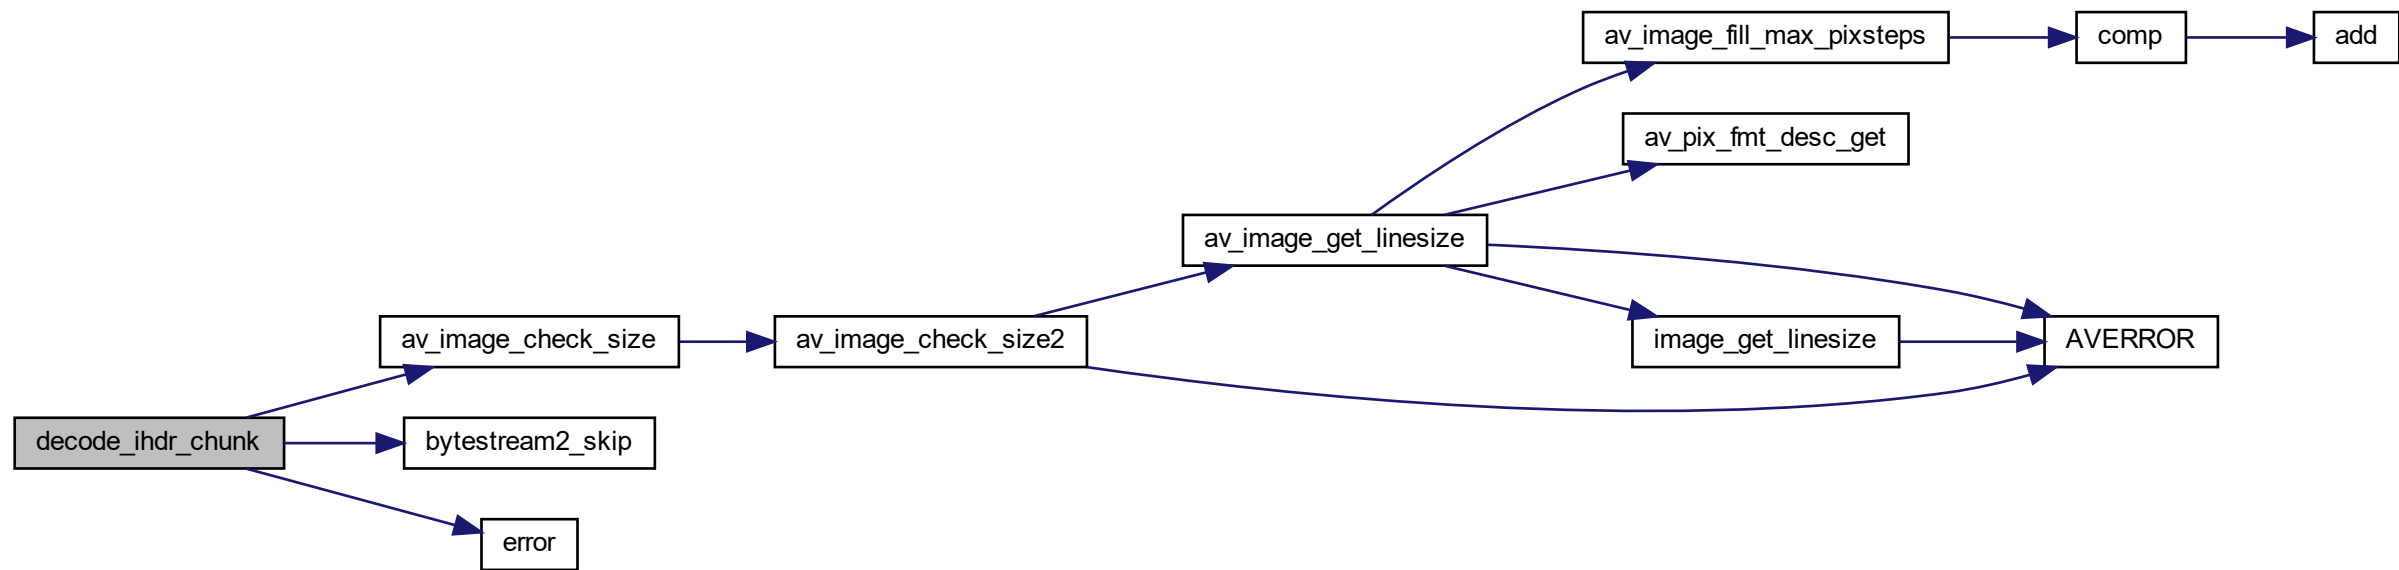 av_image_fill_max_pixsteps
comp
add
av_pix_fmt_desc_get
av_image_get_linesize
av_image_check_size
av_image_check_size2
image_get_linesize
AVERROR
decode_ihdr_chunk
bytestream2_skip
error